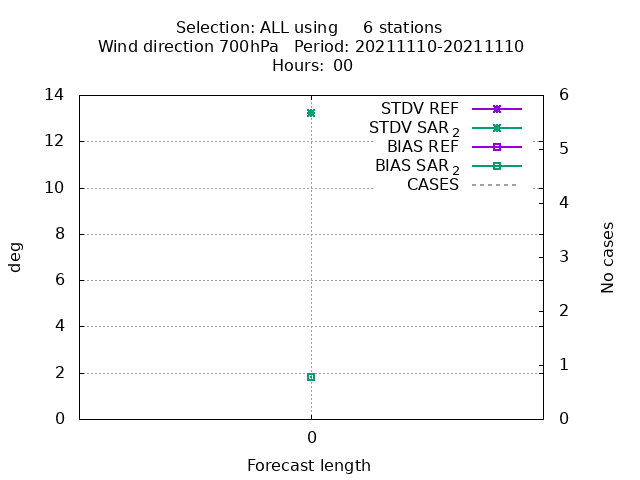 Selection: ALL using     6 stations
Wind direction 700hPa   Period: 20211110-20211110
Hours:  00
14
12
10
8
6
4
2
0
deg
6
5
4
3
2
1
0
No cases
STDV REF
STDV SAR 2
BIAS REF
BIAS SAR 2
CASES
0
Forecast length